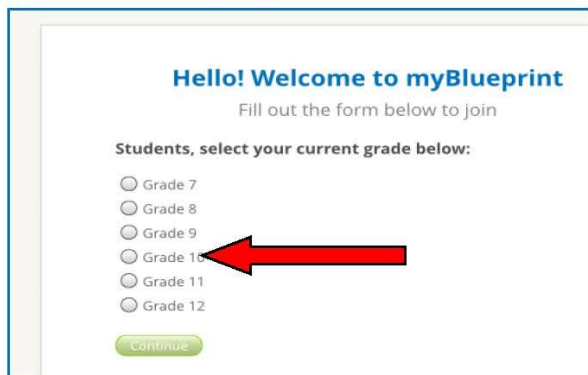 Hello! Welcome to myBlueprint
Fill out the form below to join
Students, select your current grade below:
Grade 7
Grade 8
Grade 9
Grade 10
Grade 11
Grade 12
Continue